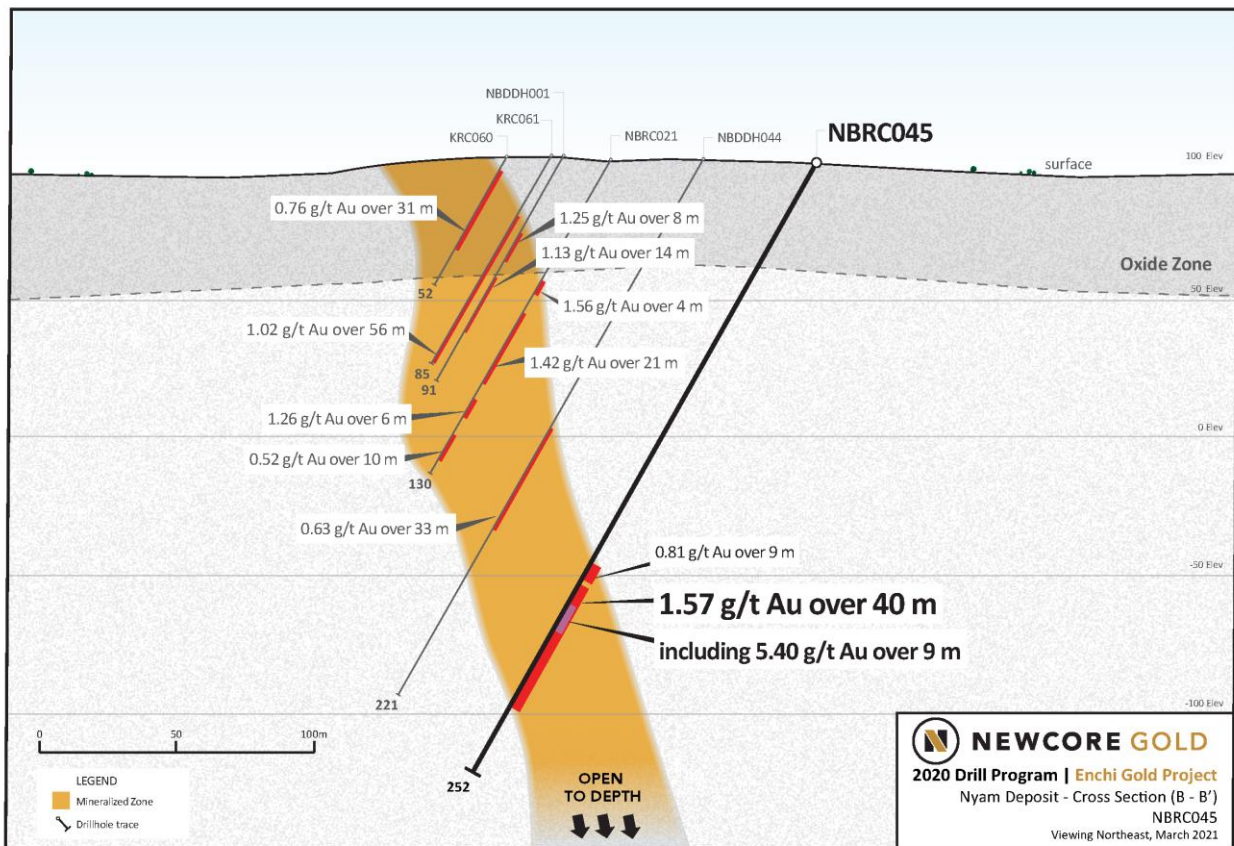 NBDDH001
KRC061
KRC060
NBRC021
NBDDH044
NBRC045
surface
100 Elev
0.76 g/t Au over 31 m
1.25 g/t Au over 8 m
1.13 g/t Au over 14 m
Oxide Zone
52
50 Elev
1.56 g/t Au over 4 m
1.02 g/t Au over 56 m
85
1.42 g/t Au over 21 m
91
1.26 g/t Au over 6 m
0 Elev
0.52 g/t Au over 10 m
130
0.63 g/t Au over 33 m
0.81 g/t Au over 9 m
-50 Elev
1.57 g/t Au over 40 m
including 5.40 g/t Au over 9 m
221
-100 Elev
0 50 100m
252
OPEN
TO DEPTH
LEGEND
Mineralized Zone
Drillhole trace
N NEWCORE GOLD
2020 Drill Program | Enchi Gold Project
Nyam Deposit - Cross Section (B - B')
NBRC045
Viewing Northeast, March 2021